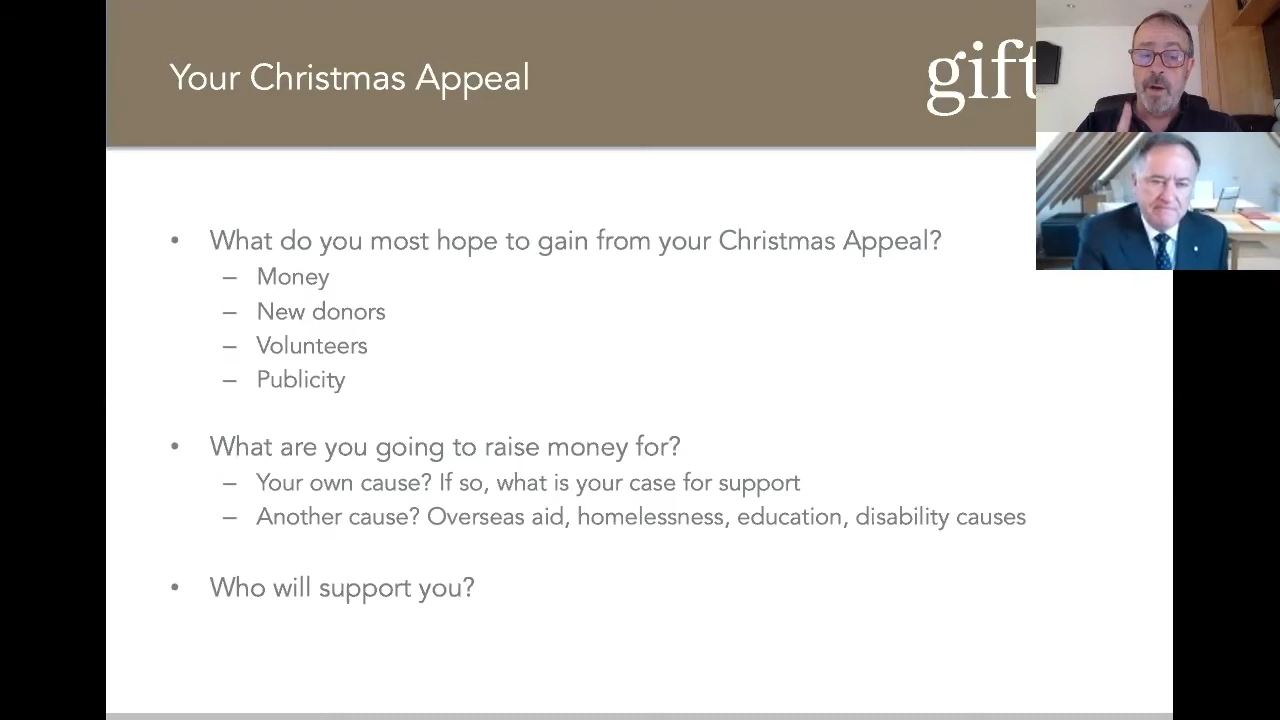 Your Christmas Appeal
gift
• What do you most hope to gain from your Christmas Appeal?
– Money
– New donors
– Volunteers
– Publicity
• What are you going to raise money for?
– Your own cause? If so, what is your case for support
– Another cause? Overseas aid, homelessness, education, disability causes
• Who will support you?